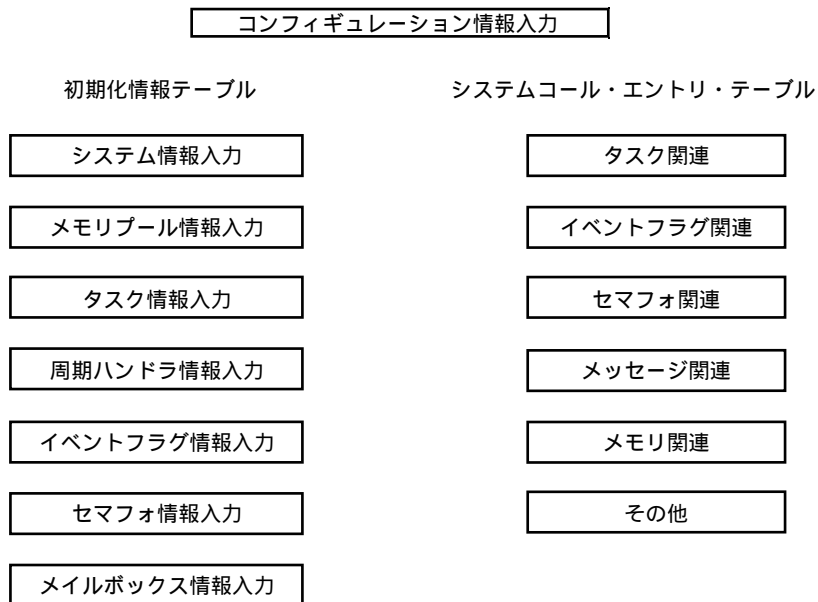 コンフィギュレーション情報入力
初期化情報テーブル
システム情報入力
メモリプール情報入力
タスク情報入力
周期ハンドラ情報入力
イベントフラグ情報入力
セマフォ情報入力
メイルボックス情報入力
システムコール・エントリ・テーブル
タスク関連
イベントフラグ関連
セマフォ関連
メッセージ関連
メモリ関連
その他